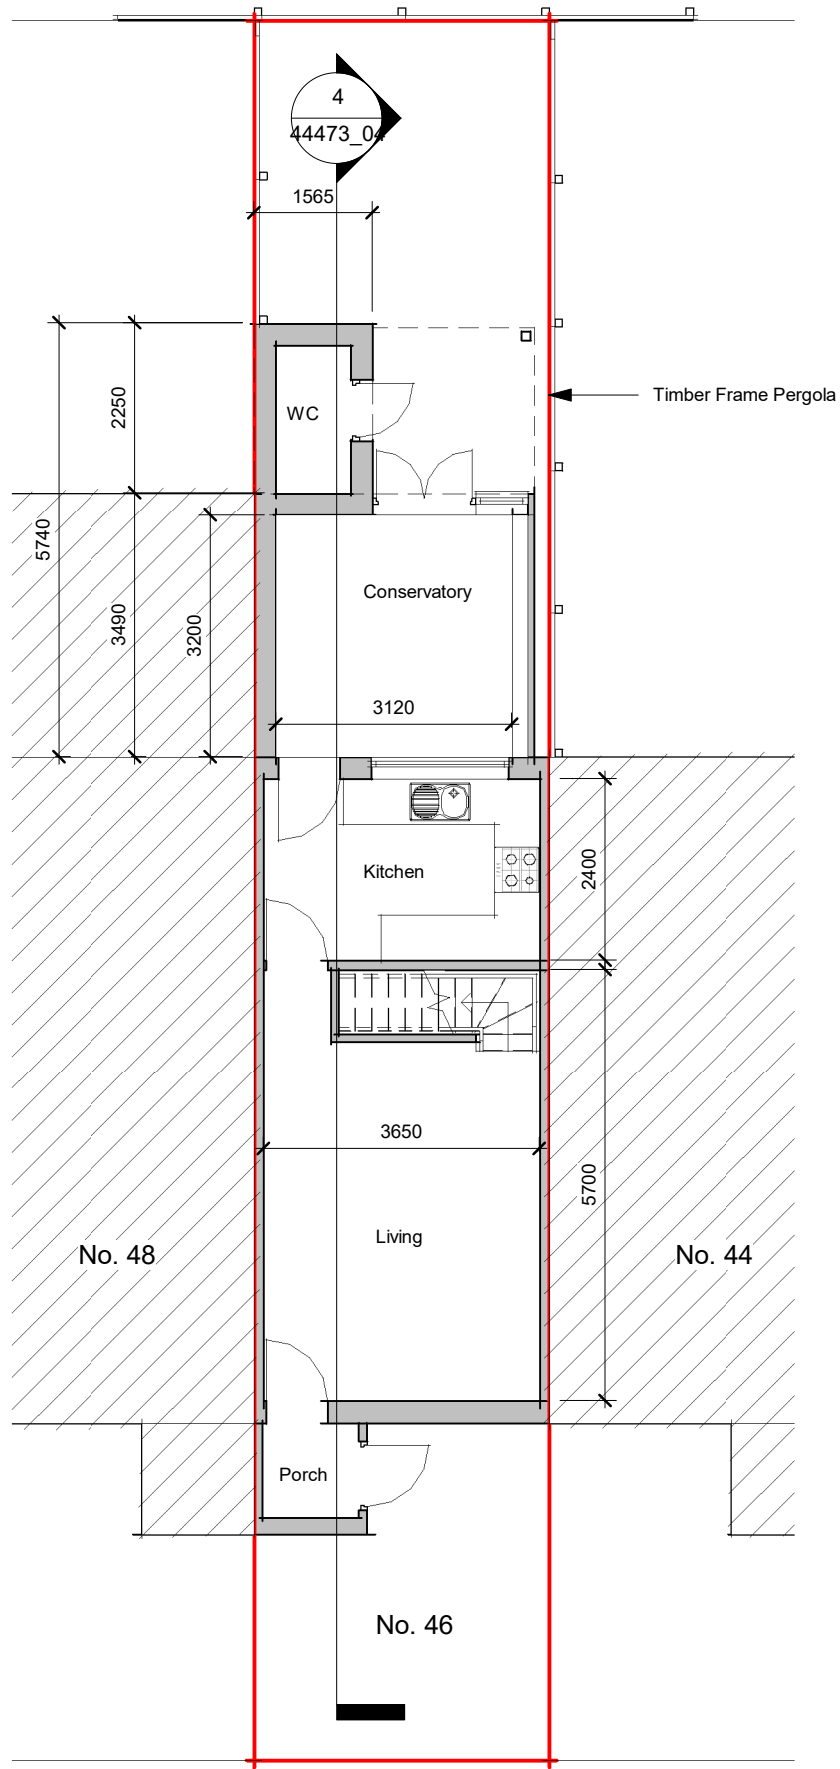 4
44473_04
1565
Timber Frame Pergola
2250
WC
5740
3490
3200
Conservatory
3120
Kitchen
2400
3650
5700
Living
No. 48
No. 44
Porch
No. 46